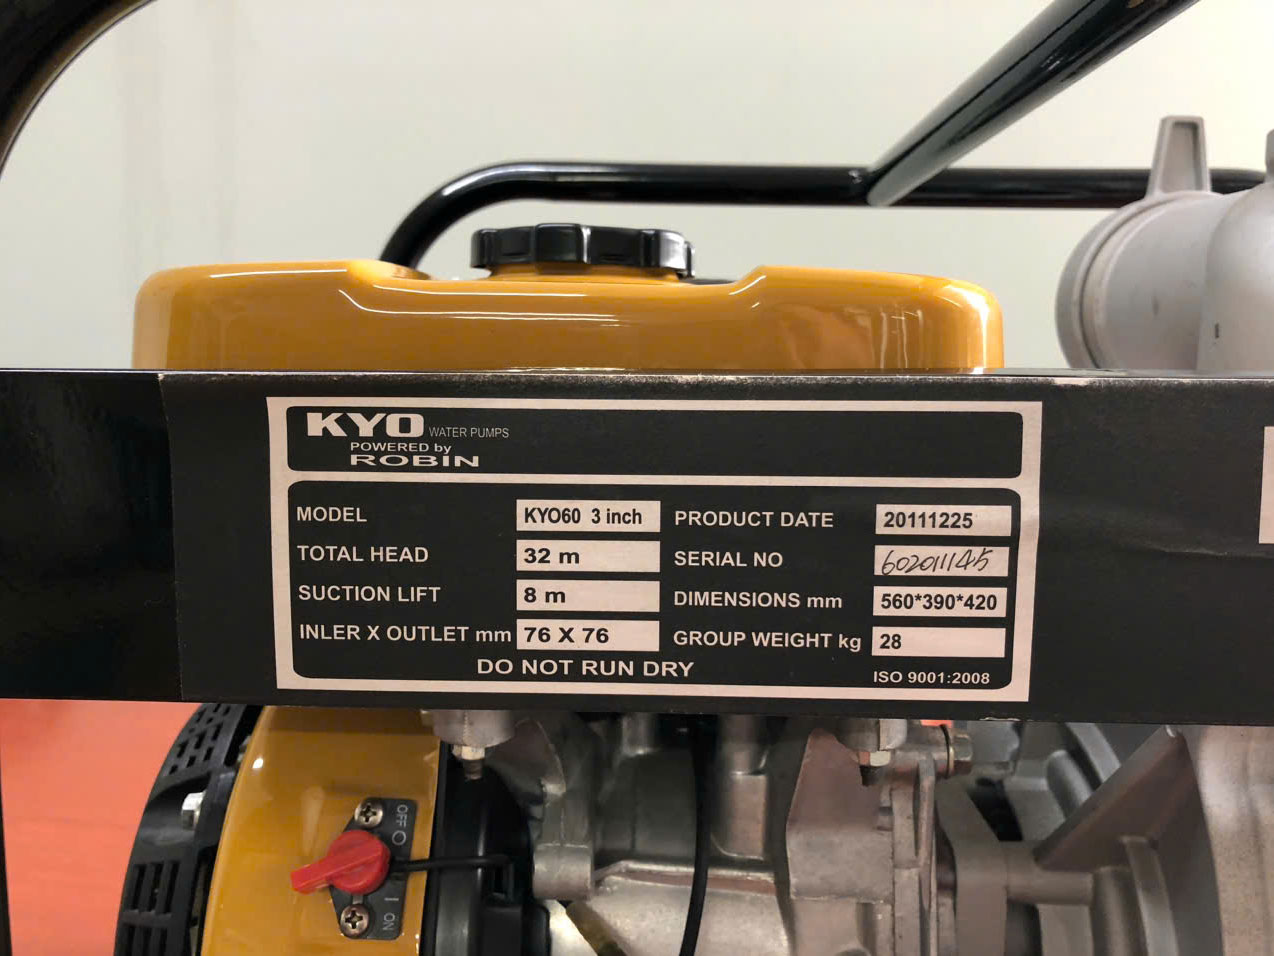 KYO WATER PUMPS
POWERED by
ROBIN
MODEL KYO60 3 inch PRODUCT DATE 20111225
TOTAL HEAD 32 m SERIAL NO 602011145
SUCTION LIFT 8 m DIMENSIONS mm 560*390*420
INLER X OUTLET mm 76 X 76 GROUP WEIGHT kg 28
DO NOT RUN DRY
ISO 9001:2008
OFF O
I ON